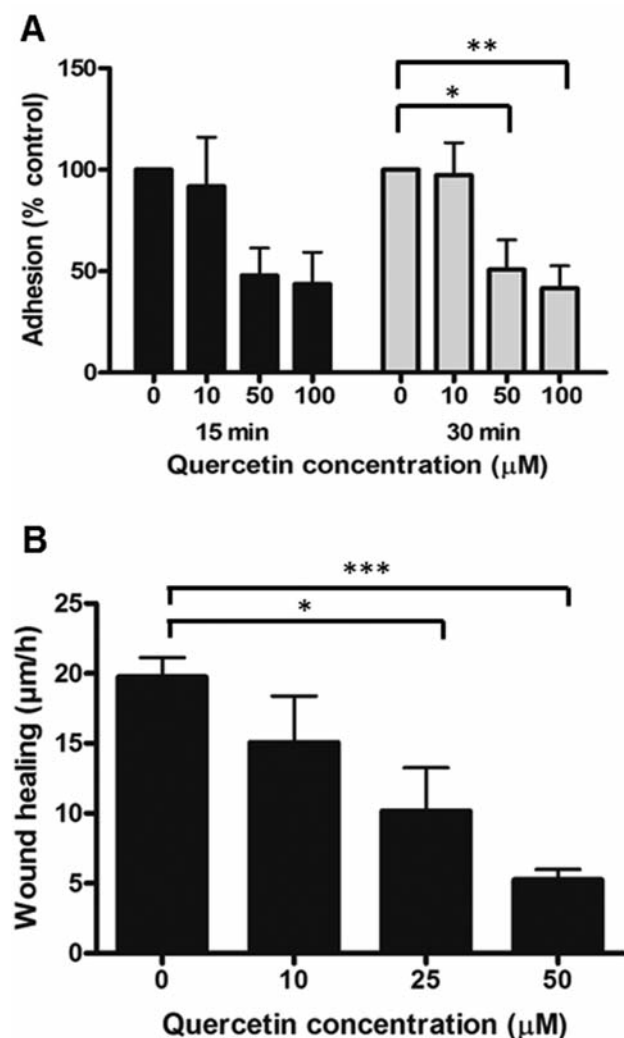 A
**
*
150
100
50
0
Adhesion (% control)
0 10 50 100 0 10 50 100
15 min 30 min
Quercetin concentration (μM)
B
***
*
25
20
15
10
5
0
Wound healing (μm/h)
0 10 25 50
Quercetin concentration (μM)